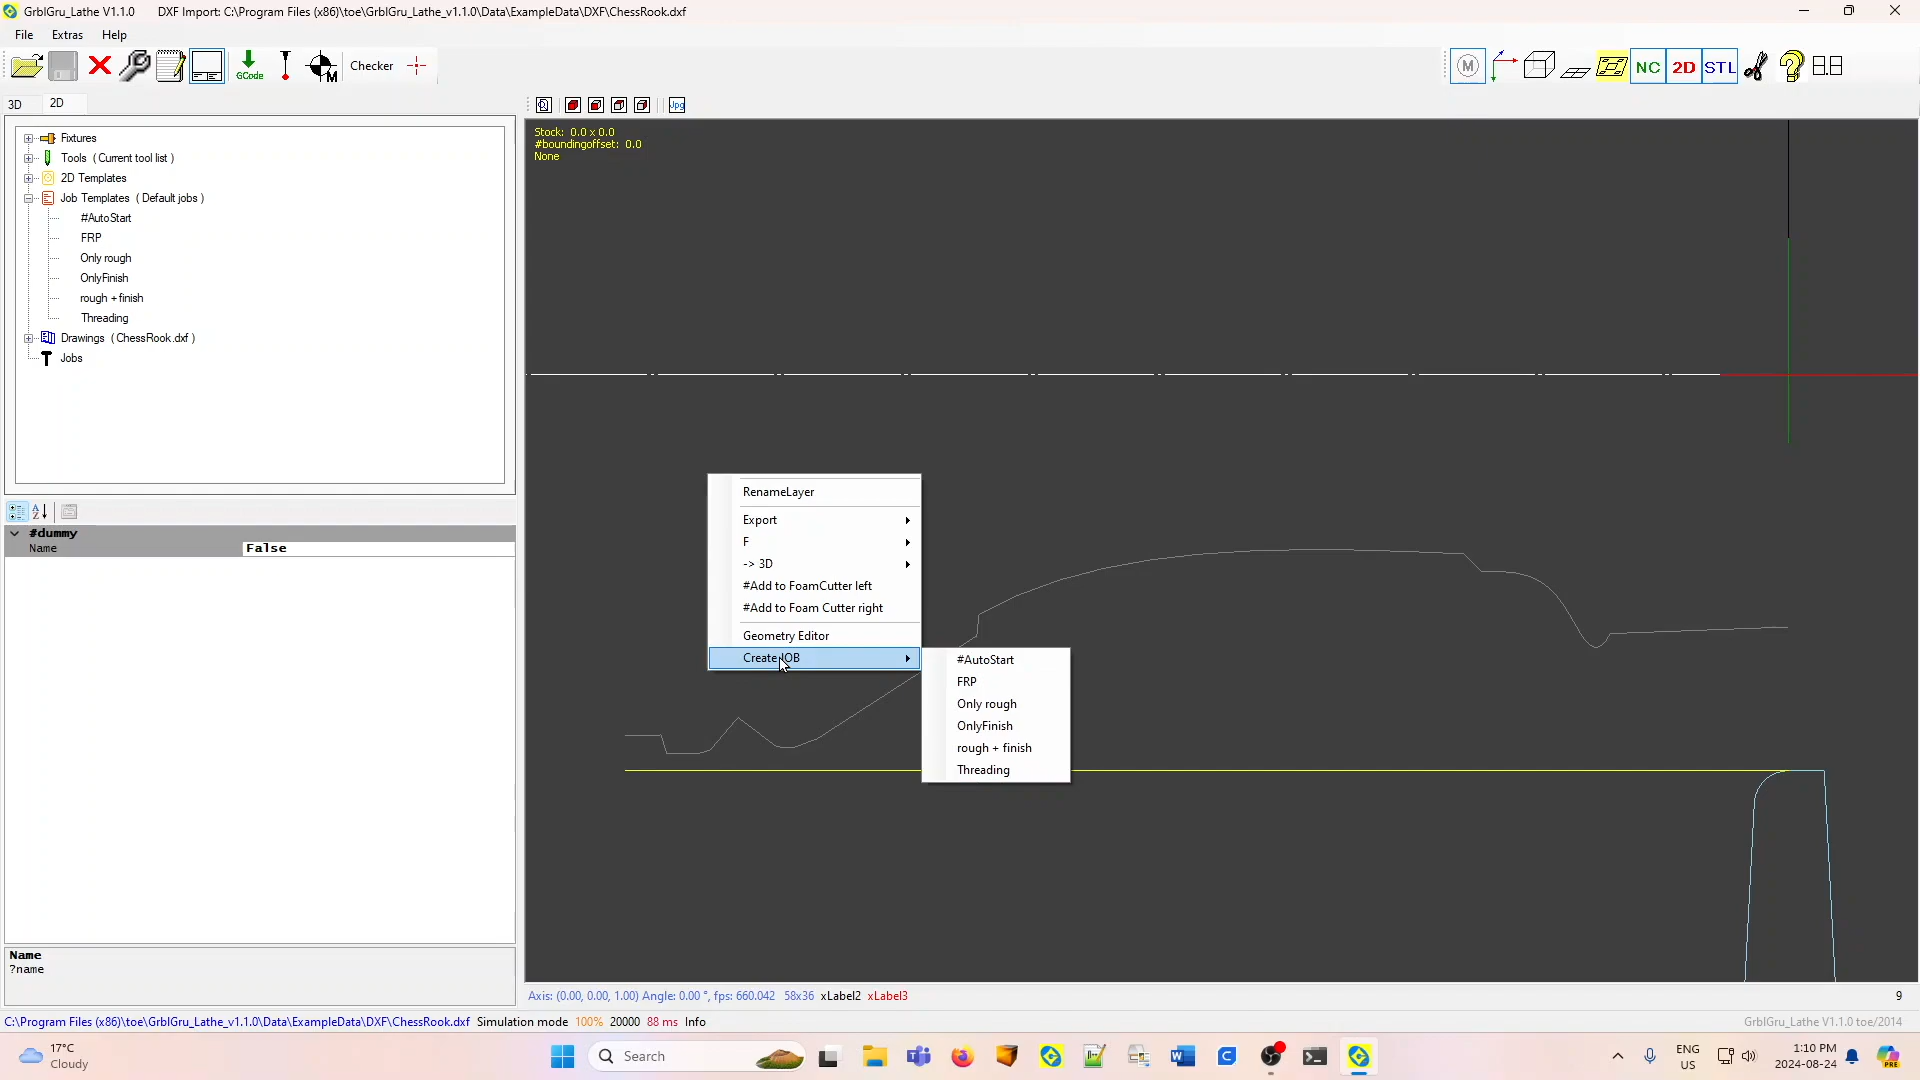 GrblGru_Lathe V1.1.0 DXF Import: C:\Program Files (x86)\toe\GrblGru_Lathe_v1.1.0\Data\ExampleData\DXF\ChessRook.dxf
File Extras Help
GCode
M
Checker
M
NC
2D
STL
3D 2D
Jpg
Fixtures
Tools ( Current tool list )
2D Templates
Job Templates ( Default jobs )
#AutoStart
FRP
Only rough
OnlyFinish
rough + finish
Threading
Drawings ( ChessRook.dxf )
Jobs
Stock: 0.0 x 0.0
#boundingoffset: 0.0
None
RenameLayer
Export
F
-> 3D
#Add to FoamCutter left
#Add to Foam Cutter right
Geometry Editor
Create JOB
#AutoStart
FRP
Only rough
OnlyFinish
rough + finish
Threading
#dummy
Name False
Name
?name
Axis: (0.00, 0.00, 1.00) Angle: 0.00 °, fps: 660.042 58x36 xLabel2 xLabel3 9
C:\Program Files (x86)\toe\GrblGru_Lathe_v1.1.0\Data\ExampleData\DXF\ChessRook.dxf Simulation mode 100% 20000 88 ms Info GrblGru_Lathe V1.1.0 toe/2014
17°C
Cloudy
Search
ENG
US
1:10 PM
2024-08-24
PRE